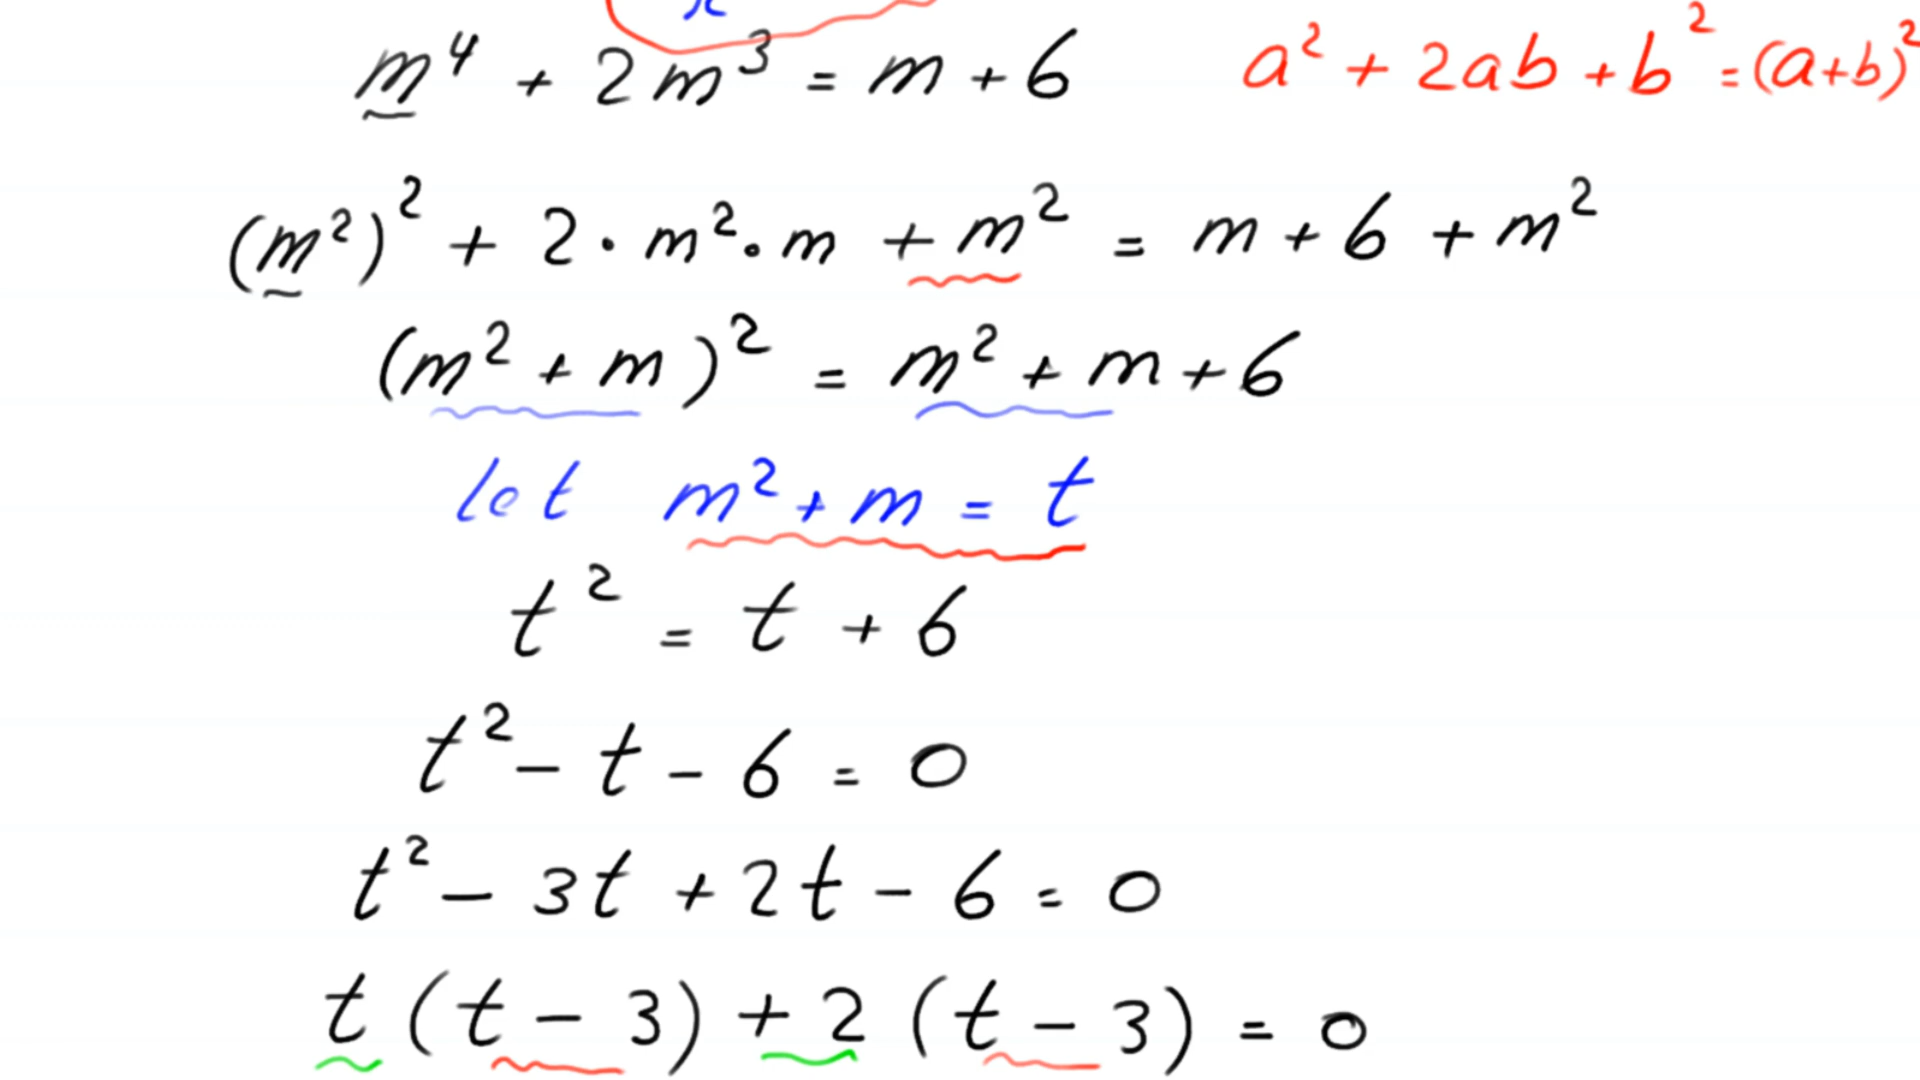 m⁴ + 2m³ = m + 6
a² + 2ab + b² = (a+b)²
(m²)² + 2 · m² · m + m² = m + 6 + m²
(m² + m)² = m² + m + 6
let m² + m = t
t² = t + 6
t² - t - 6 = 0
t² - 3t + 2t - 6 = 0
t (t - 3) + 2 (t - 3) = 0